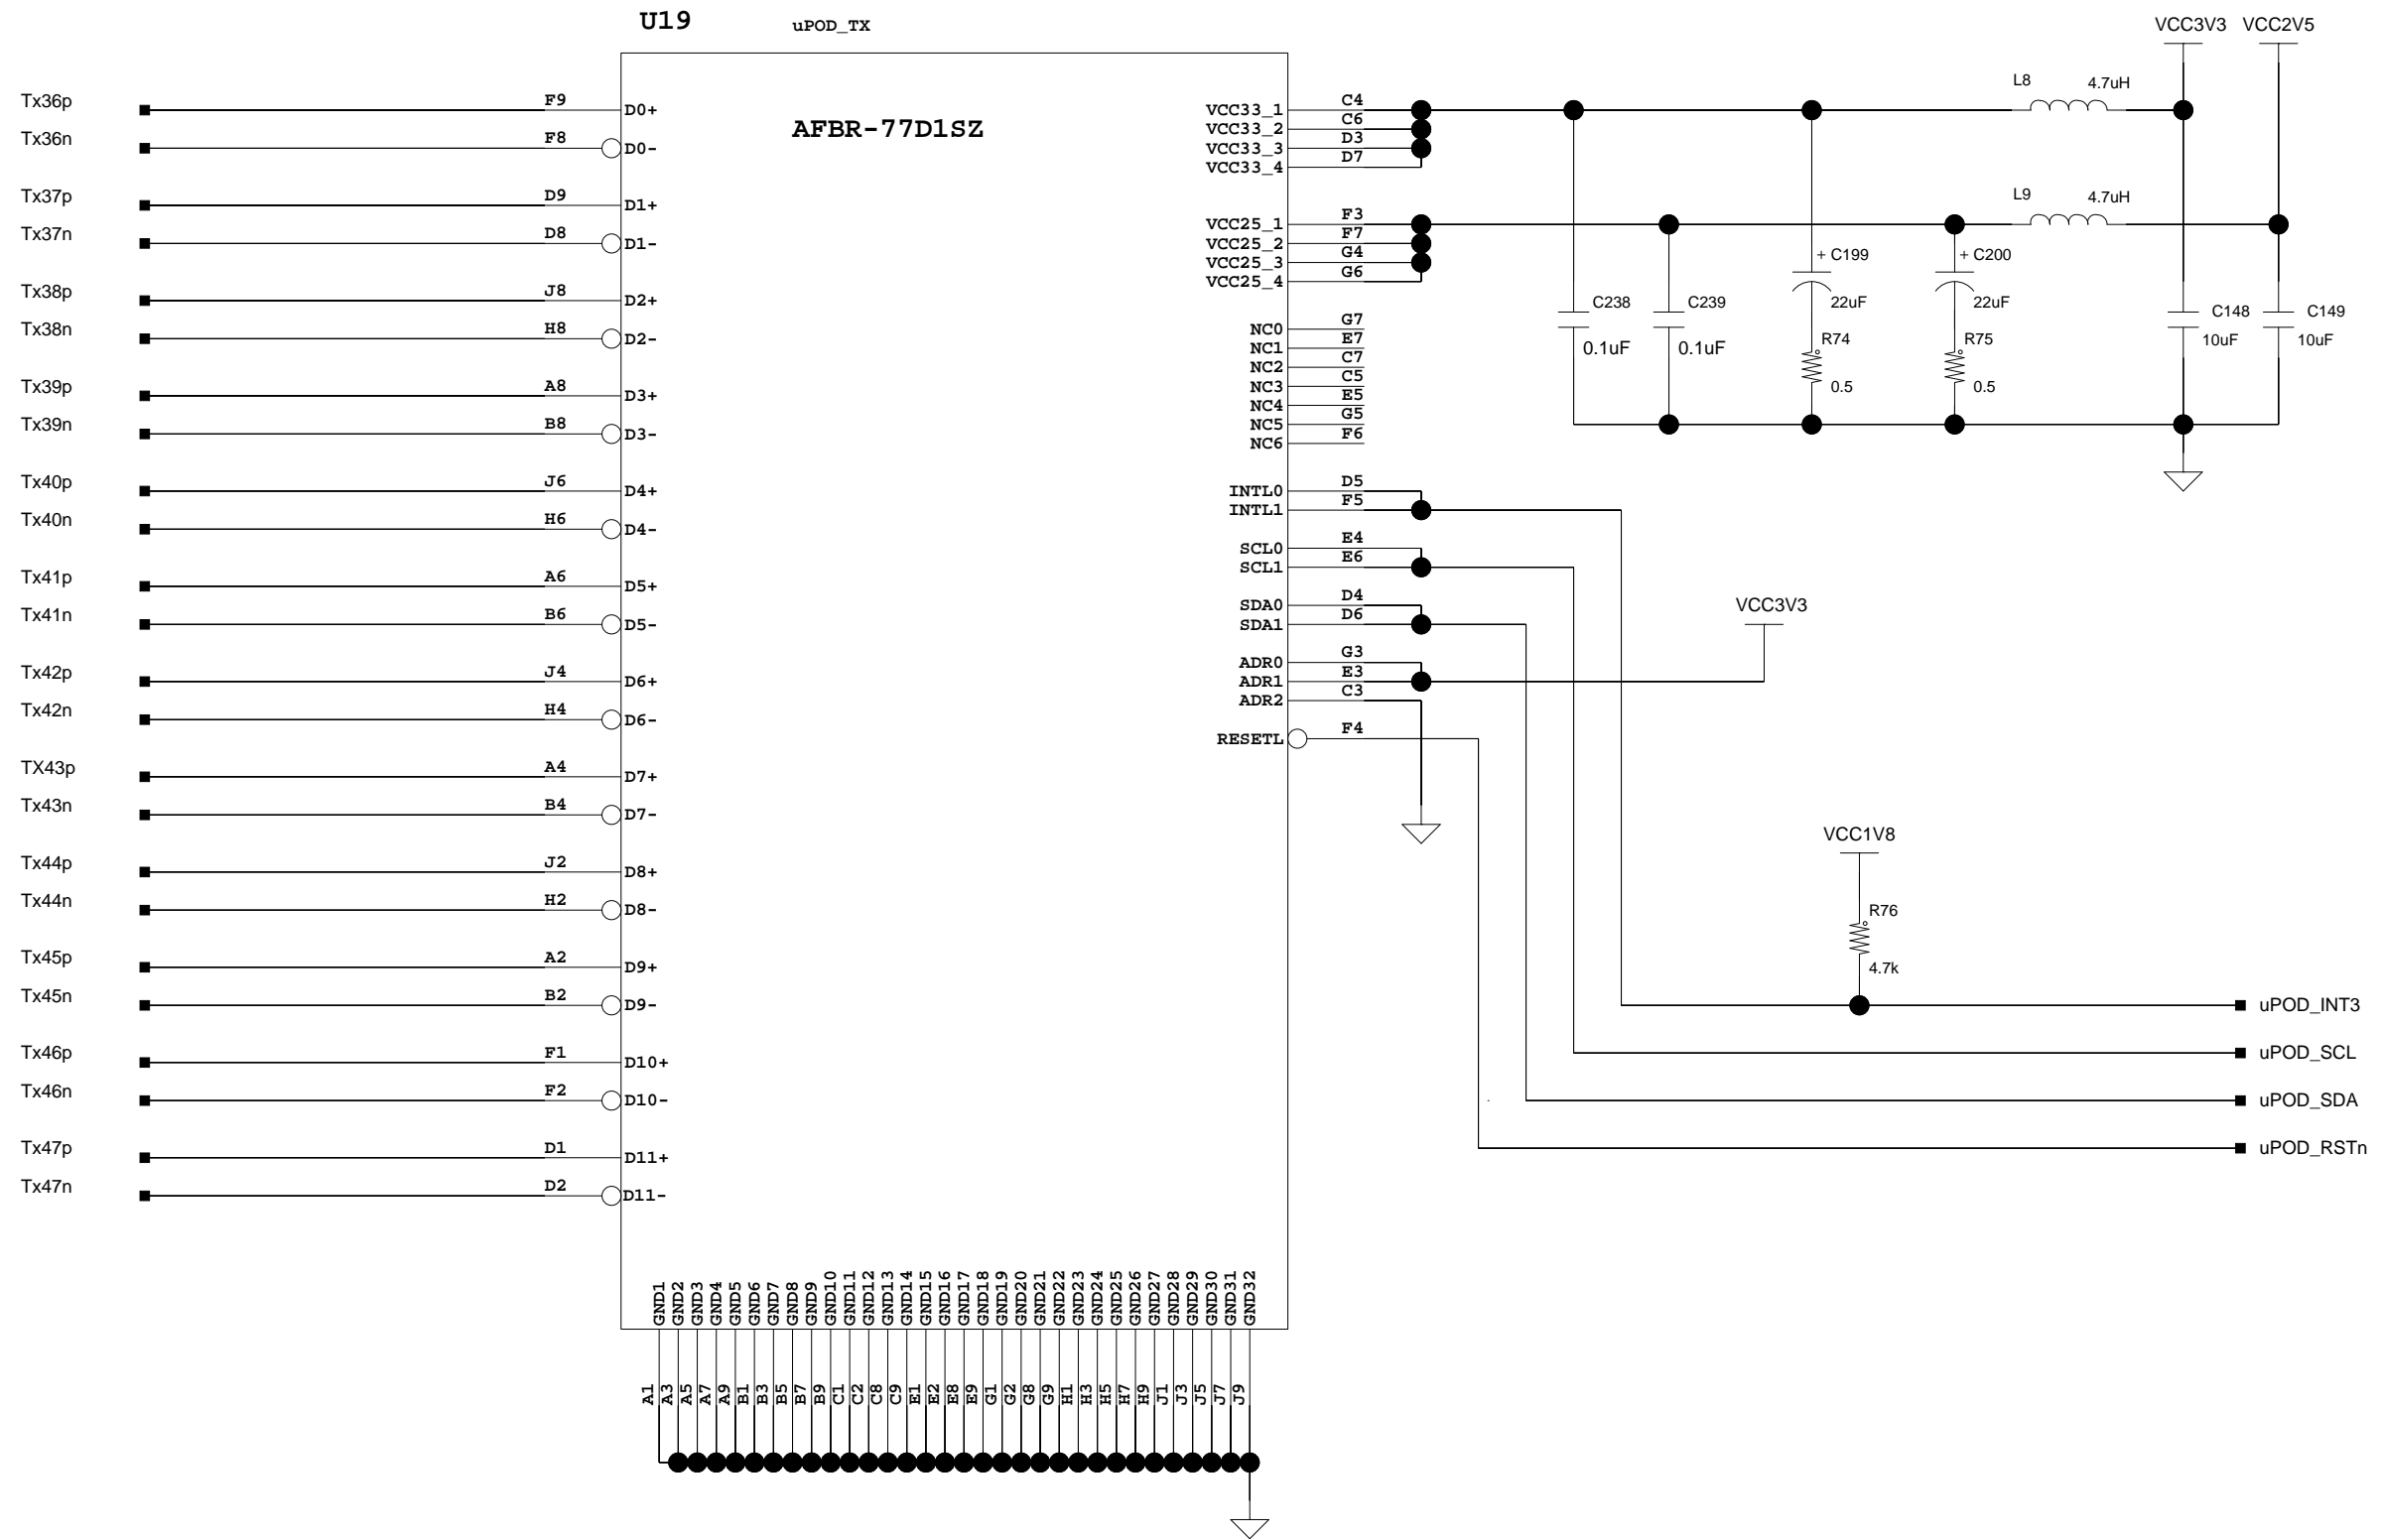 U19 uPOD_TX
AFBR-77D1SZ
Tx36p F9 D0+
Tx36n F8 D0-
Tx37p D9 D1+
Tx37n D8 D1-
Tx38p J8 D2+
Tx38n H8 D2-
Tx39p A8 D3+
Tx39n B8 D3-
Tx40p J6 D4+
Tx40n H6 D4-
Tx41p A6 D5+
Tx41n B6 D5-
Tx42p J4 D6+
Tx42n H4 D6-
TX43p A4 D7+
Tx43n B4 D7-
Tx44p J2 D8+
Tx44n H2 D8-
Tx45p A2 D9+
Tx45n B2 D9-
Tx46p F1 D10+
Tx46n F2 D10-
Tx47p D1 D11+
Tx47n D2 D11-
VCC33_1 C4
VCC33_2 C6
VCC33_3 D3
VCC33_4 D7
VCC25_1 F3
VCC25_2 F7
VCC25_3 G4
VCC25_4 G6
NC0 G7
NC1 E7
NC2 C7
NC3 C5
NC4 E5
NC5 G5
NC6 F6
INTL0 D5
INTL1 F5
SCL0 E4
SCL1 E6
SDA0 D4
SDA1 D6
ADR0 G3
ADR1 E3
ADR2 C3
RESETL F4
VCC3V3 VCC2V5
L8 4.7uH
L9 4.7uH
+ C199
22uF
+ C200
22uF
C238
0.1uF
C239
0.1uF
R74
0.5
R75
0.5
C148
10uF
C149
10uF
VCC3V3
VCC1V8
R76
4.7k
uPOD_INT3
uPOD_SCL
uPOD_SDA
uPOD_RSTn
GND1 GND2 GND3 GND4 GND5 GND6 GND7 GND8 GND9 GND10 GND11 GND12 GND13 GND14 GND15 GND16 GND17 GND18 GND19 GND20 GND21 GND22 GND23 GND24 GND25 GND26 GND27 GND28 GND29 GND30 GND31 GND32
A1 A3 A5 A7 A9 B1 B3 B5 B7 B9 C1 C2 C8 C9 E1 E2 E8 E9 G1 G2 G8 G9 H1 H3 H5 H7 H9 J1 J3 J5 J7 J9